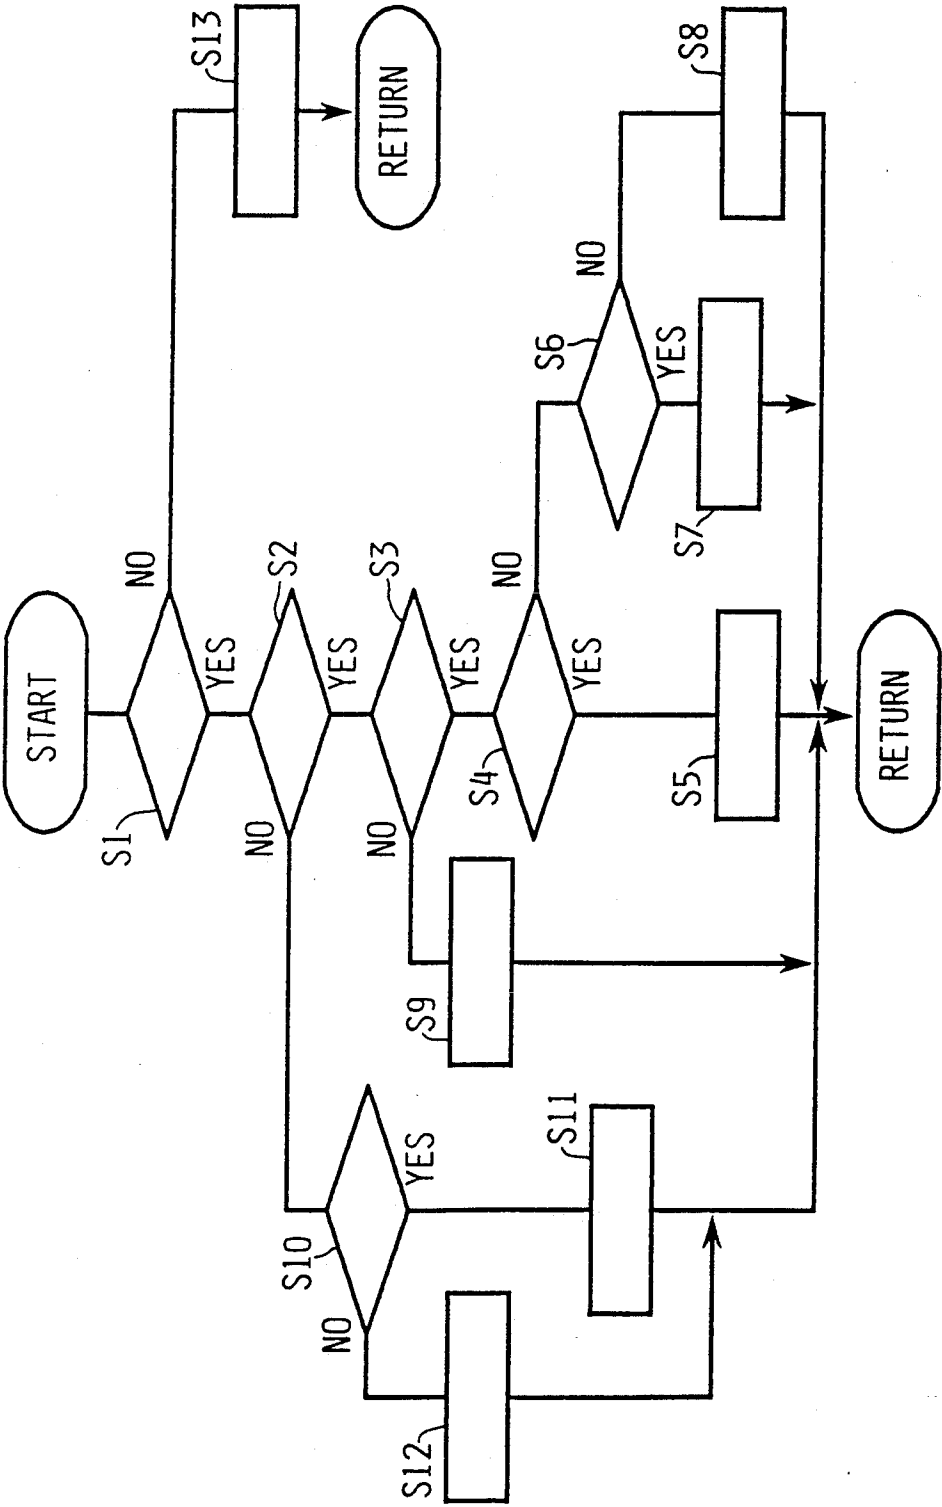 START
S1
NO
YES
S13
RETURN
S2
NO
YES
S3
NO
YES
S4
NO
YES
S10
NO
YES
S6
NO
YES
S12
S11
S9
S5
S7
S8
RETURN